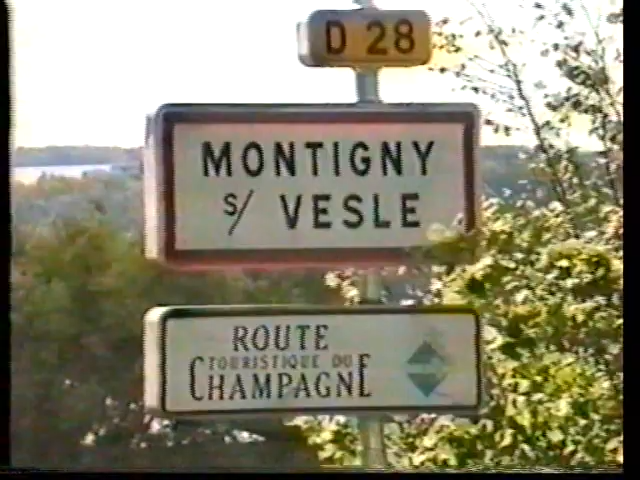 D 28
MONTIGNY
S/ VESLE
ROUTE
TOURISTIQUE DU
CHAMPAGNE